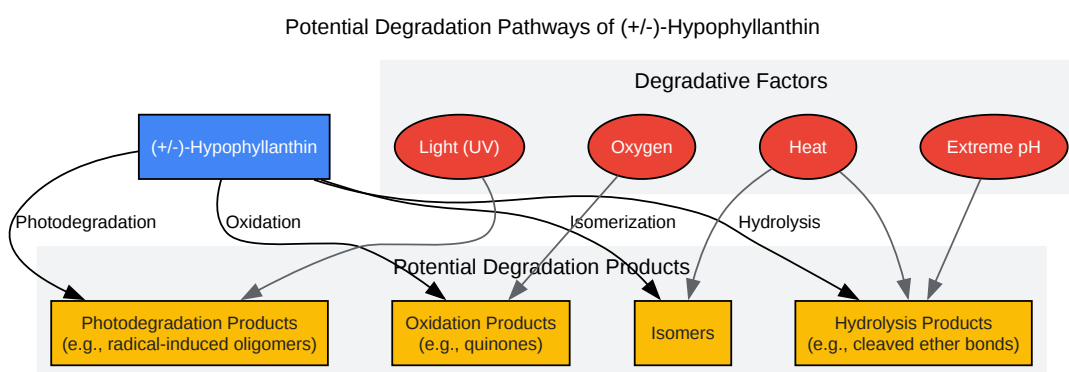 Potential Degradation Pathways of (+/-)-Hypophyllanthin
Degradative Factors
(+/-)-Hypophyllanthin
Light (UV)
Oxygen
Heat
Extreme pH
Photodegradation
Oxidation
Isomerization
Hydrolysis
Potential Degradation Products
Photodegradation Products
(e.g., radical-induced oligomers)
Oxidation Products
(e.g., quinones)
Isomers
Hydrolysis Products
(e.g., cleaved ether bonds)